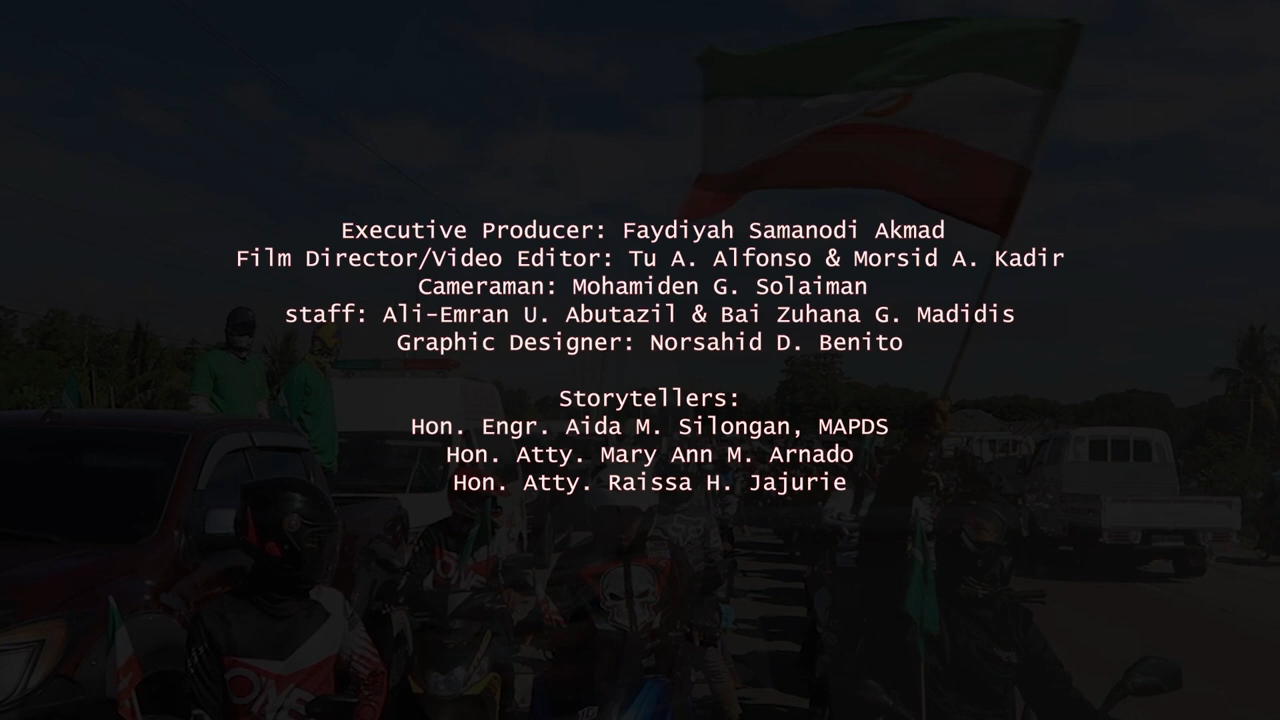 Executive Producer: Faydiyah Samanodi Akmad
Film Director/Video Editor: Tu A. Alfonso & Morsid A. Kadir
Cameraman: Mohamiden G. Solaiman
staff: Ali-Emran U. Abutazil & Bai Zuhana G. Madidis
Graphic Designer: Norsahid D. Benito
Storytellers:
Hon. Engr. Aida M. Silongan, MAPDS
Hon. Atty. Mary Ann M. Arnado
Hon. Atty. Raissa H. Jajurie
ONE